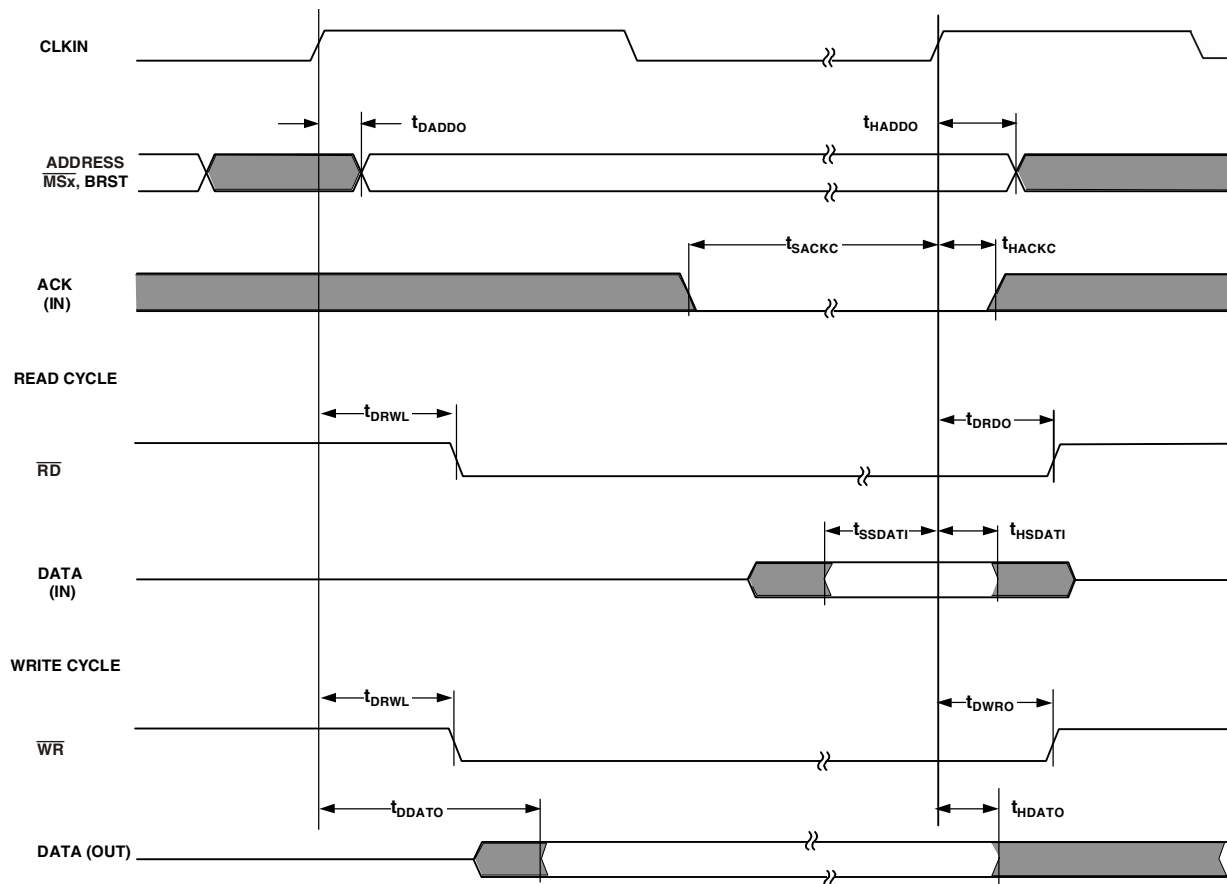 CLKIN
tDADDO
tHADDO
ADDRESS
MSx, BRST
tSACKC
tHACKC
ACK
(IN)
READ CYCLE
tDRWL
tDRDO
RD
tSSDATI
tHSDATI
DATA
(IN)
WRITE CYCLE
tDRWL
tDWRO
WR
tDDATO
tHDATO
DATA (OUT)